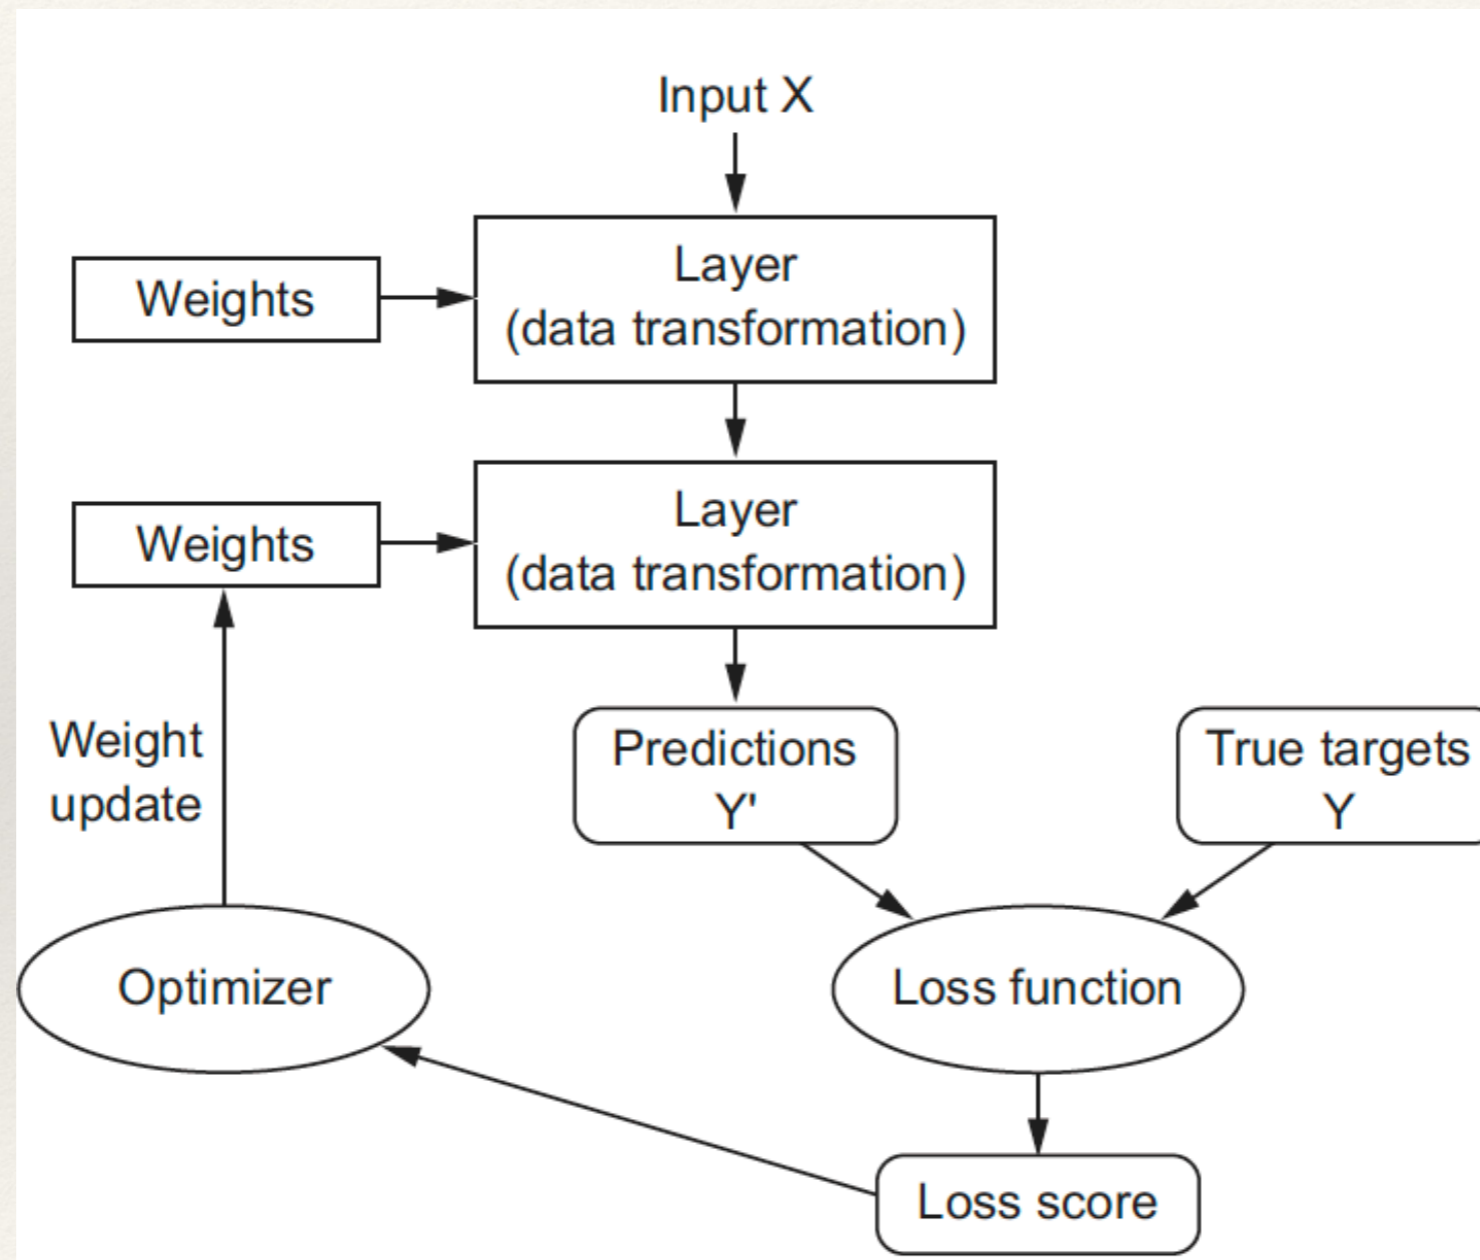 Input X
Weights
Layer
(data transformation)
Weights
Layer
(data transformation)
Weight
update
Predictions
Y'
True targets
Y
Optimizer
Loss function
Loss score